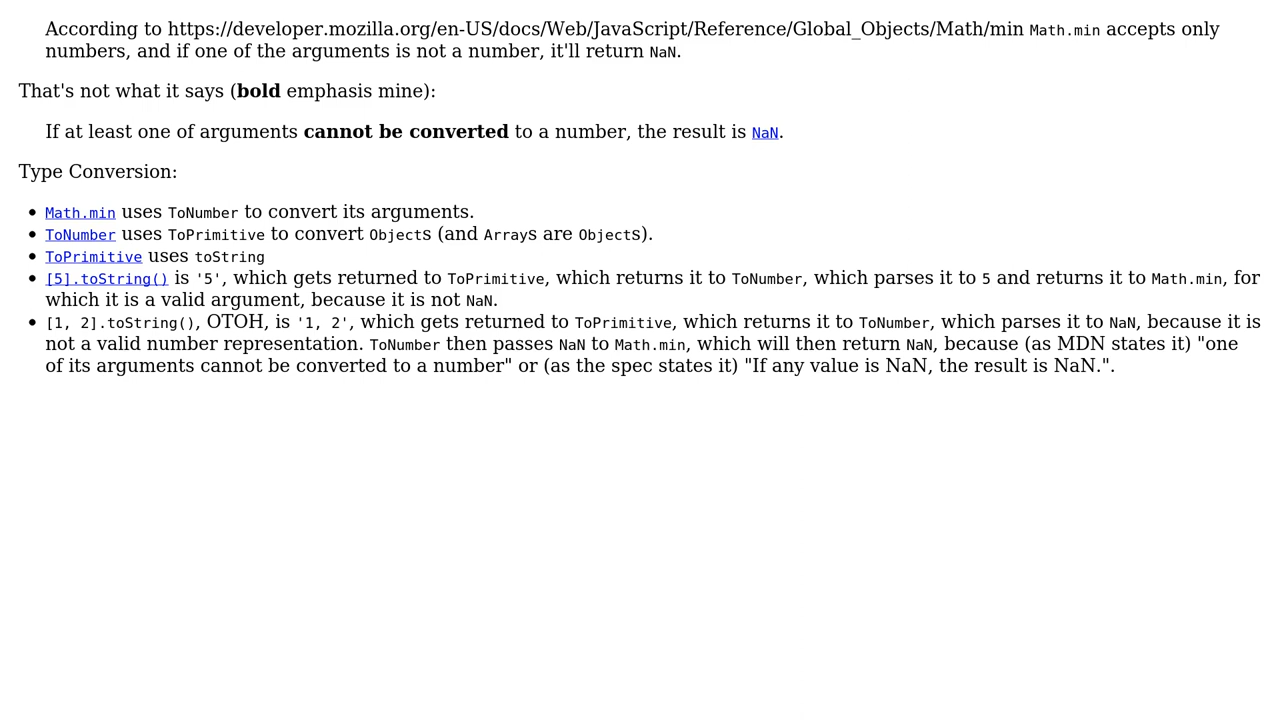 According to https://developer.mozilla.org/en-US/docs/Web/JavaScript/Reference/Global_Objects/Math/min Math.min accepts only
numbers, and if one of the arguments is not a number, it'll return NaN.
That's not what it says (bold emphasis mine):
If at least one of arguments cannot be converted to a number, the result is NaN.
Type Conversion:
• Math.min uses ToNumber to convert its arguments.
• ToNumber uses ToPrimitive to convert Objects (and Arrays are Objects).
• ToPrimitive uses toString
• [5].toString() is '5', which gets returned to ToPrimitive, which returns it to ToNumber, which parses it to 5 and returns it to Math.min, for
which it is a valid argument, because it is not NaN.
• [1, 2].toString(), OTOH, is '1, 2', which gets returned to ToPrimitive, which returns it to ToNumber, which parses it to NaN, because it is
not a valid number representation. ToNumber then passes NaN to Math.min, which will then return NaN, because (as MDN states it) "one
of its arguments cannot be converted to a number" or (as the spec states it) "If any value is NaN, the result is NaN.".